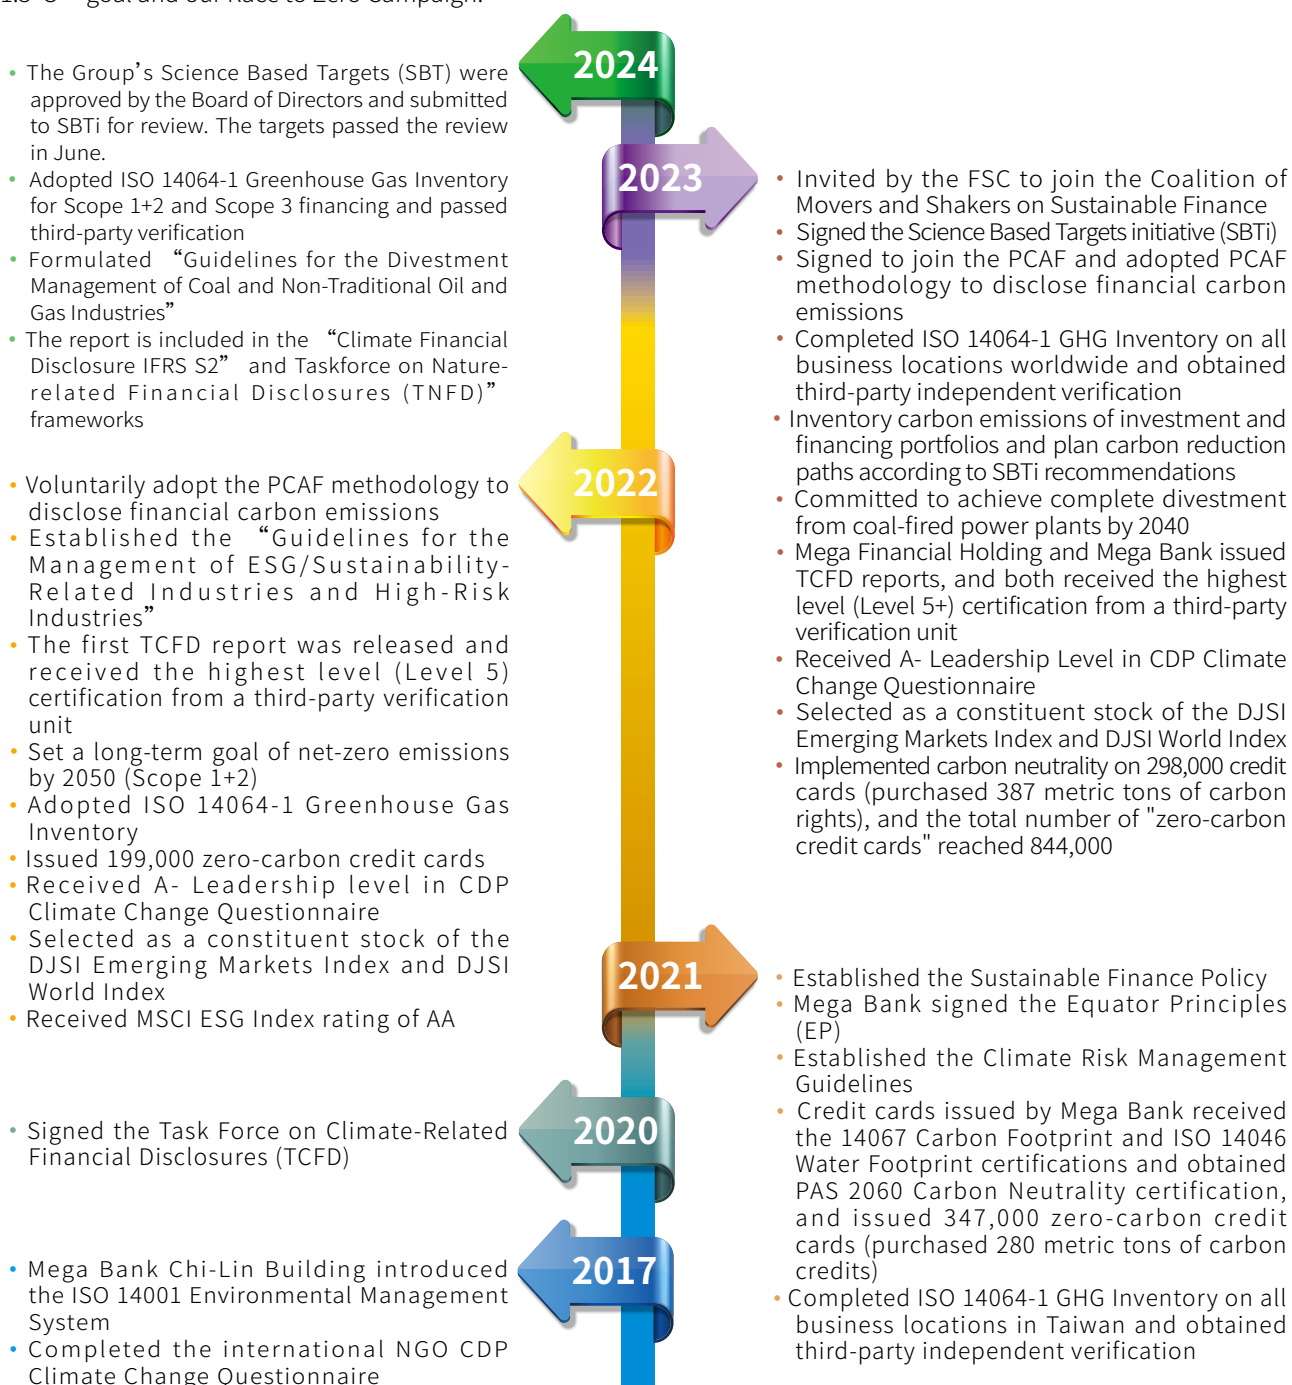 2024
• The Group’s Science Based Targets (SBT) were
approved by the Board of Directors and submitted
to SBTi for review. The targets passed the review
in June.
• Adopted ISO 14064-1 Greenhouse Gas Inventory
for Scope 1+2 and Scope 3 financing and passed
third-party verification
• Formulated “Guidelines for the Divestment
Management of Coal and Non-Traditional Oil and
Gas Industries”
• The report is included in the “Climate Financial
Disclosure IFRS S2” and Taskforce on Nature-
related Financial Disclosures (TNFD)”
frameworks
2023
• Invited by the FSC to join the Coalition of
Movers and Shakers on Sustainable Finance
• Signed the Science Based Targets initiative (SBTi)
• Signed to join the PCAF and adopted PCAF
methodology to disclose financial carbon
emissions
• Completed ISO 14064-1 GHG Inventory on all
business locations worldwide and obtained
third-party independent verification
• Inventory carbon emissions of investment and
financing portfolios and plan carbon reduction
paths according to SBTi recommendations
• Committed to achieve complete divestment
from coal-fired power plants by 2040
• Mega Financial Holding and Mega Bank issued
TCFD reports, and both received the highest
level (Level 5+) certification from a third-party
verification unit
• Received A- Leadership Level in CDP Climate
Change Questionnaire
• Selected as a constituent stock of the DJSI
Emerging Markets Index and DJSI World Index
• Implemented carbon neutrality on 298,000 credit
cards (purchased 387 metric tons of carbon
rights), and the total number of "zero-carbon
credit cards" reached 844,000
2022
• Voluntarily adopt the PCAF methodology to
disclose financial carbon emissions
• Established the “Guidelines for the
Management of ESG/Sustainability-
Related Industries and High-Risk
Industries”
• The first TCFD report was released and
received the highest level (Level 5)
certification from a third-party verification
unit
• Set a long-term goal of net-zero emissions
by 2050 (Scope 1+2)
• Adopted ISO 14064-1 Greenhouse Gas
Inventory
• Issued 199,000 zero-carbon credit cards
• Received A- Leadership level in CDP
Climate Change Questionnaire
• Selected as a constituent stock of the
DJSI Emerging Markets Index and DJSI
World Index
• Received MSCI ESG Index rating of AA
2021
• Established the Sustainable Finance Policy
• Mega Bank signed the Equator Principles
(EP)
• Established the Climate Risk Management
Guidelines
• Credit cards issued by Mega Bank received
the 14067 Carbon Footprint and ISO 14046
Water Footprint certifications and obtained
PAS 2060 Carbon Neutrality certification,
and issued 347,000 zero-carbon credit
cards (purchased 280 metric tons of carbon
credits)
• Completed ISO 14064-1 GHG Inventory on all
business locations in Taiwan and obtained
third-party independent verification
2020
• Signed the Task Force on Climate-Related
Financial Disclosures (TCFD)
2017
• Mega Bank Chi-Lin Building introduced
the ISO 14001 Environmental Management
System
• Completed the international NGO CDP
Climate Change Questionnaire